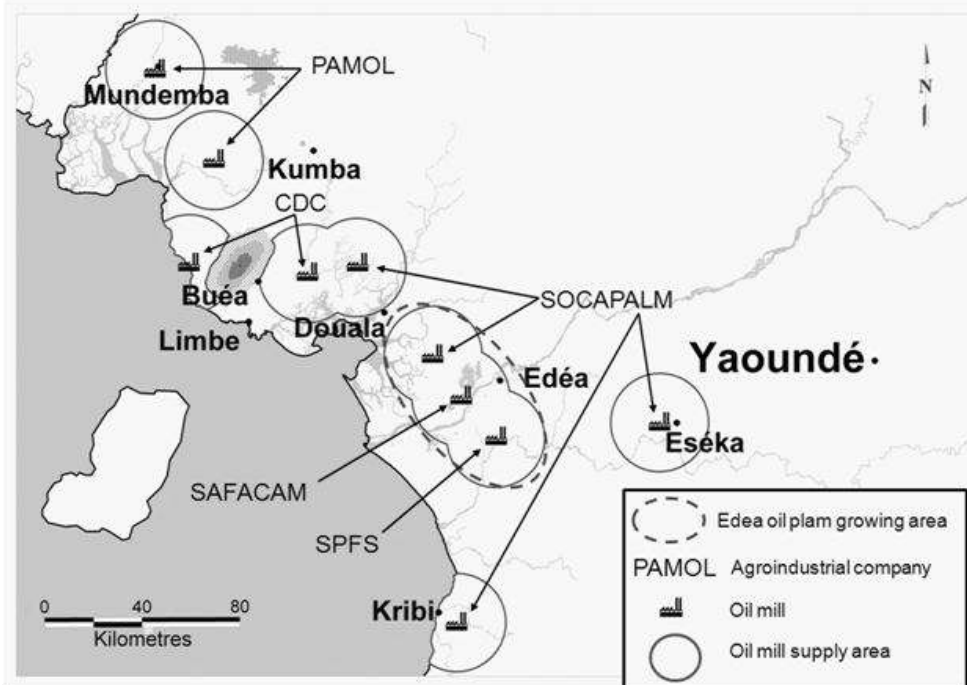 PAMOL
N
Mundemba
Kumba
CDC
Buéa
SOCAPALM
Limbe
Douala
Yaoundé
Edéa
Eséka
SAFACAM
SPFS
Kribi
0 40 80
Kilometres
Edea oil plam growing area
PAMOL Agroindustrial company
Oil mill
Oil mill supply area